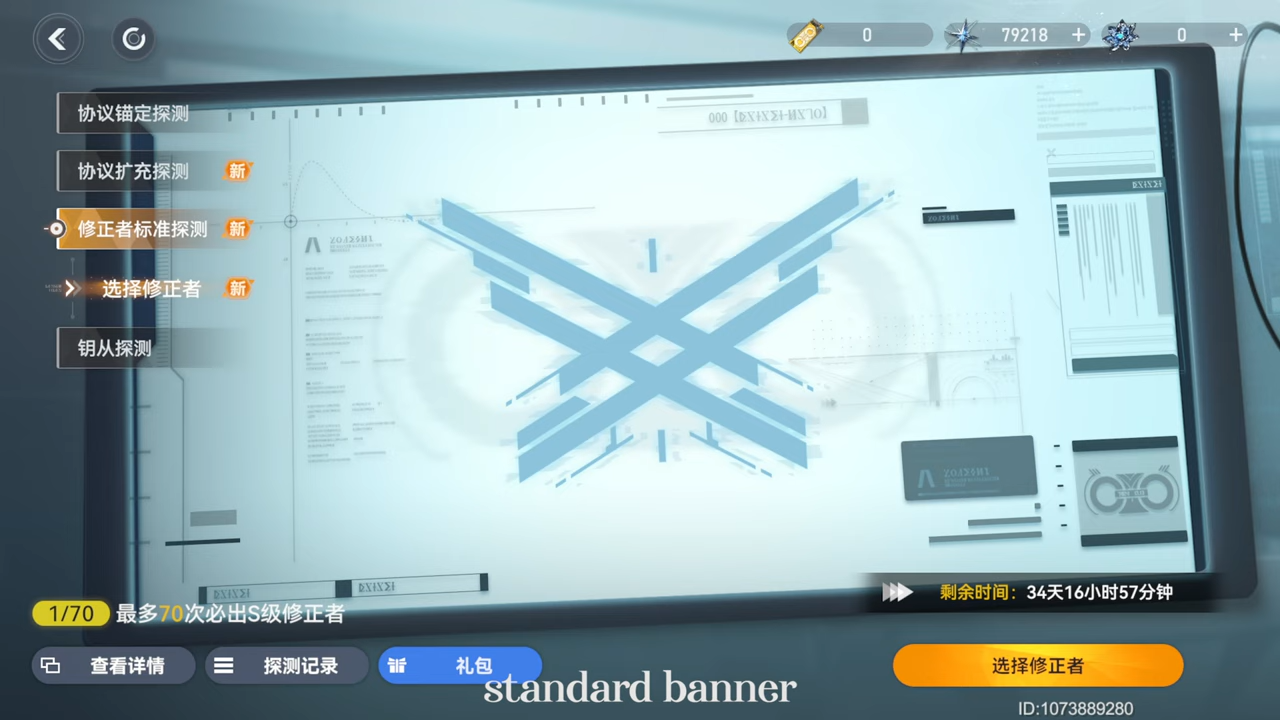 0
79218
0
协议锚定探测
协议扩充探测
新
修正者标准探测
新
选择修正者
新
钥从探测
剩余时间：34天16小时57分钟
1/70
最多70次必出S级修正者
查看详情
探测记录
礼包
选择修正者
standard banner
ID:1073889280